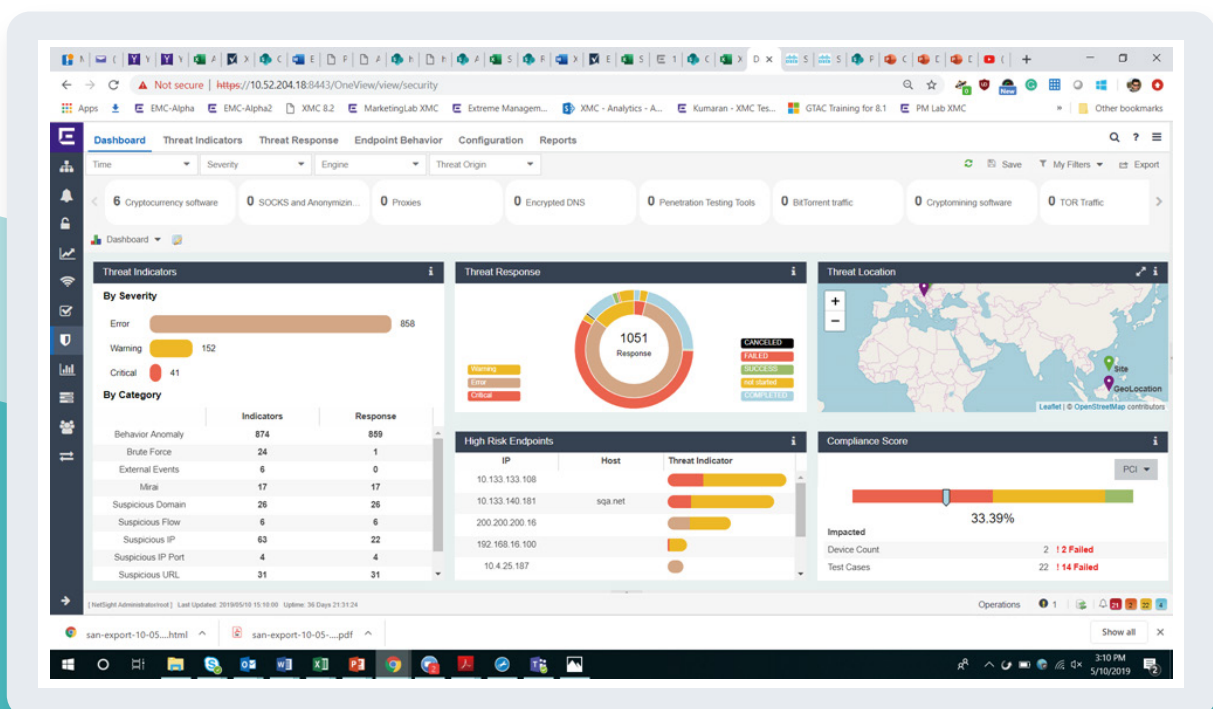 Not secure | https://10.52.204.18:8443/OneView/view/security
Apps EMC-Alpha EMC-Alpha2 XMC 8.2 MarketingLab XMC Extreme Managem... XMC - Analytics - A... Kumaran - XMC Tes... GTAC Training for 8.1 PM Lab XMC » Other bookmarks
Dashboard Threat Indicators Threat Response Endpoint Behavior Configuration Reports
Time Severity Engine Threat Origin Save My Filters Export
6 Cryptocurrency software 0 SOCKS and Anonymizin... 0 Proxies 0 Encrypted DNS 0 Penetration Testing Tools 0 BitTorrent traffic 0 Cryptomining software 0 TOR Traffic
Dashboard
Threat Indicators
By Severity
Error 858
Warning 152
Critical 41
By Category
Indicators Response
Behavior Anomaly 874 859
Brute Force 24 1
External Events 6 0
Mirai 17 17
Suspicious Domain 26 26
Suspicious Flow 6 6
Suspicious IP 63 22
Suspicious IP Port 4 4
Suspicious URL 31 31
Threat Response
1051
Response
Warning
Error
Critical
CANCELED
FAILED
SUCCESS
not started
COMPLETED
Threat Location
+
−
Site
GeoLocation
Leaflet | © OpenStreetMap contributors
High Risk Endpoints
IP Host Threat Indicator
10.133.133.108
10.133.140.181 sqa.net
200.200.200.16
192.168.16.100
10.4.25.187
Compliance Score
PCI
33.39%
Impacted
Device Count 2 ! 2 Failed
Test Cases 22 ! 14 Failed
[ NetSight Administrator/root ] Last Updated: 2019/05/10 15:10:00 Uptime: 36 Days 21:31:24
Operations 1 21 2 22 4
san-export-10-05....html san-export-10-05-....pdf Show all
3:10 PM
5/10/2019